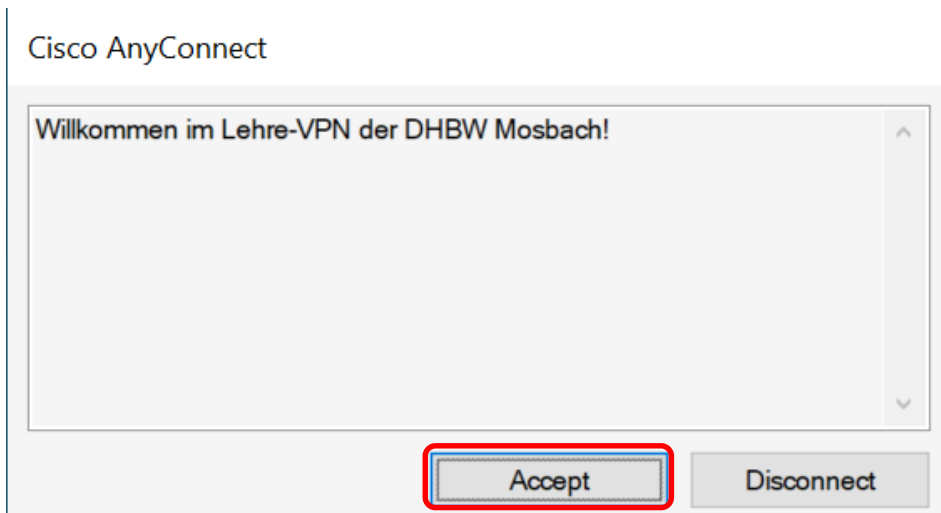 Cisco AnyConnect
Willkommen im Lehre-VPN der DHBW Mosbach!
Accept
Disconnect